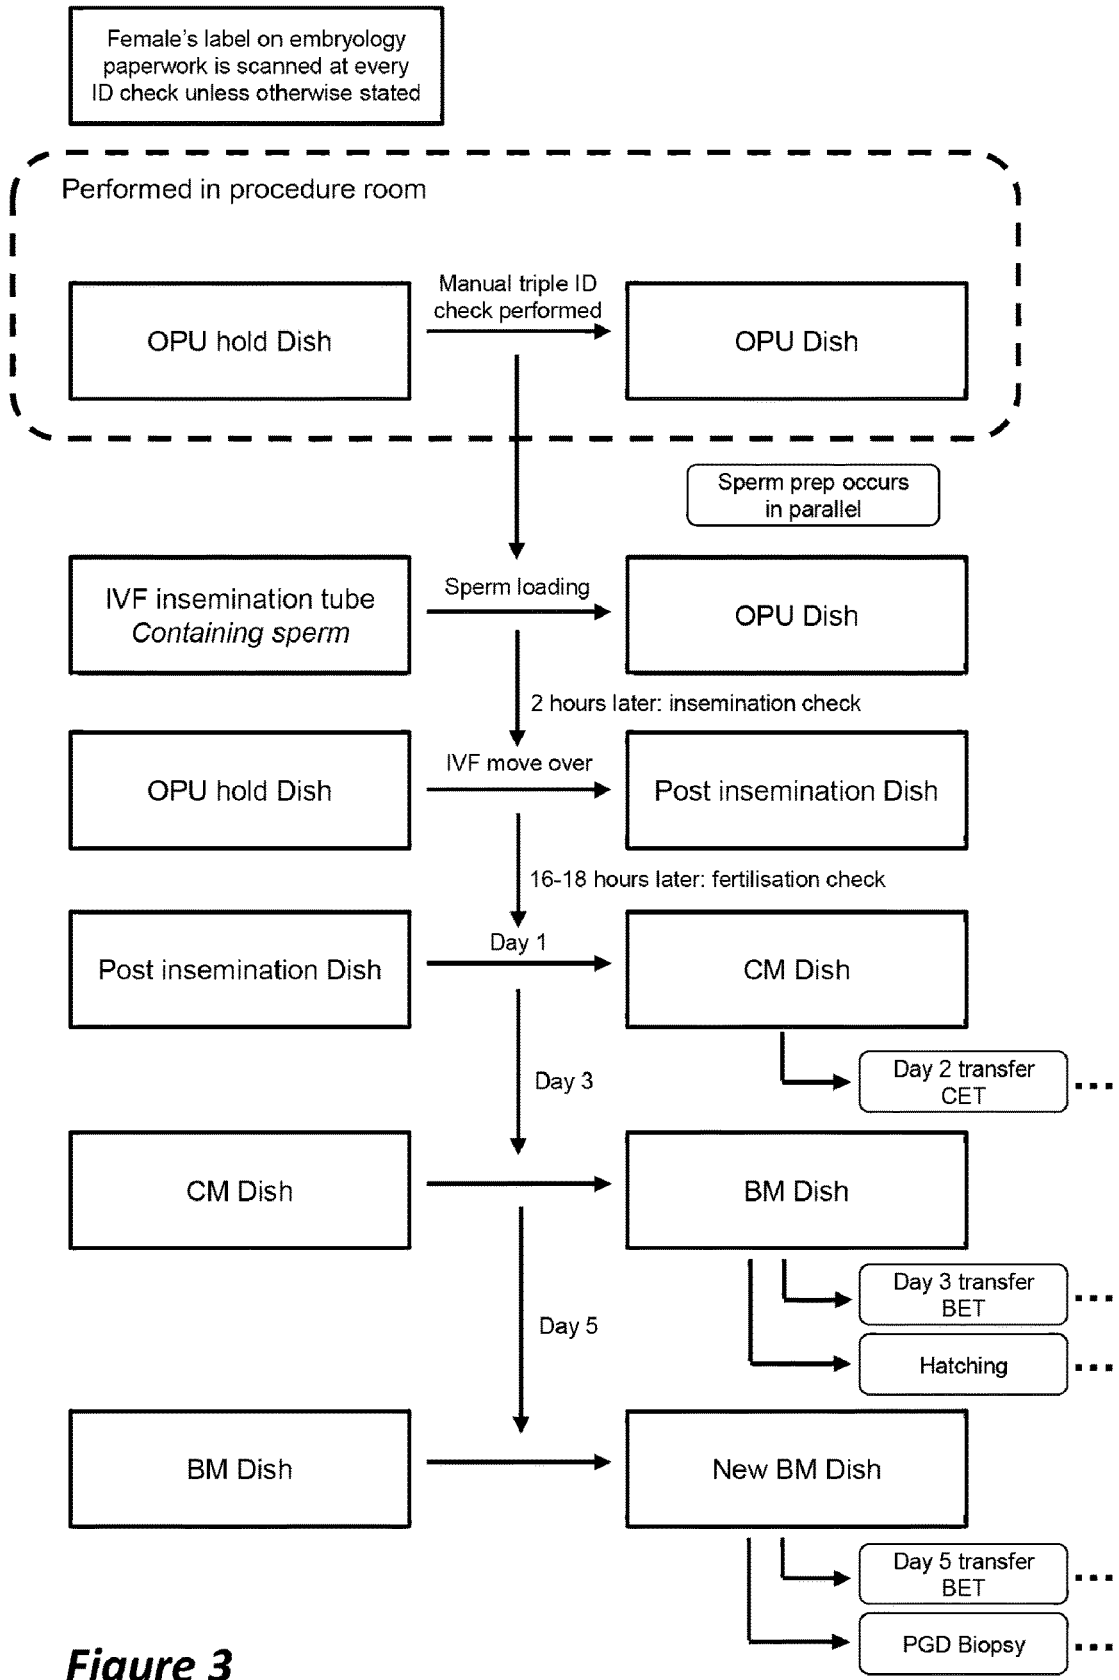 Female's label on embryology
paperwork is scanned at every
ID check unless otherwise stated
Performed in procedure room
OPU hold Dish
Manual triple ID
check performed
OPU Dish
Sperm prep occurs
in parallel
IVF insemination tube
Containing sperm
Sperm loading
OPU Dish
2 hours later: insemination check
OPU hold Dish
IVF move over
Post insemination Dish
16-18 hours later: fertilisation check
Post insemination Dish
Day 1
CM Dish
Day 2 transfer
CET
...
Day 3
CM Dish
BM Dish
Day 3 transfer
BET
...
Hatching
...
Day 5
BM Dish
New BM Dish
Day 5 transfer
BET
...
PGD Biopsy
...
Figure 3